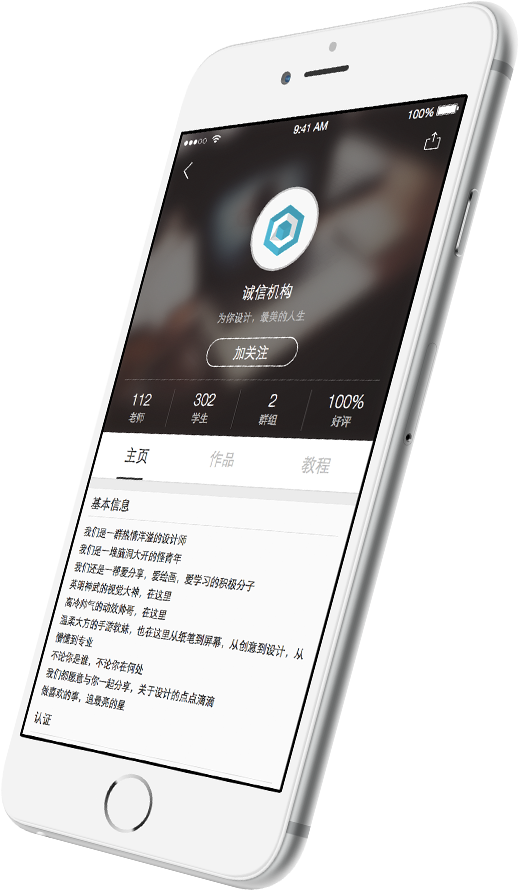 9:41 AM
100%
诚信机构
为你设计，最美的人生
加关注
112 302 2 100%
老师 学生 群组 好评
主页 作品 教程
基本信息
我们是一群热情洋溢的设计师
我们是一堆脑洞大开的怪青年
我们还是一帮爱分享，爱绘画，爱学习的积极分子
英语神武的视觉大神，在这里
高冷帅气的动效帅哥，在这里
温柔大方的手游软妹，也在这里从纸笔到屏幕，从创意到设计，从
懵懂到专业
不论你是谁，不论你在何处
我们都愿意与你一起分享，关于设计的点点滴滴
做喜欢的事，追最亮的星
认证